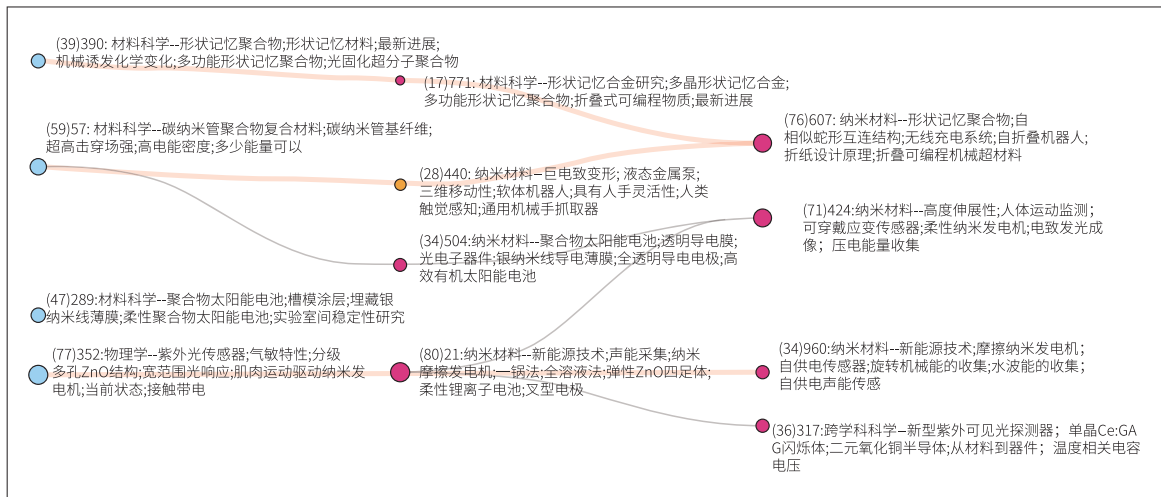 (39)390: 材料科学--形状记忆聚合物;形状记忆材料;最新进展;
机械诱发化学变化;多功能形状记忆聚合物;光固化超分子聚合物
(17)771: 材料科学--形状记忆合金研究;多晶形状记忆合金;
多功能形状记忆聚合物;折叠式可编程物质;最新进展
(76)607: 纳米材料--形状记忆聚合物;自
相似蛇形互连结构;无线充电系统;自折叠机器人;
折纸设计原理;折叠可编程机械超材料
(59)57: 材料科学--碳纳米管聚合物复合材料;碳纳米管基纤维;
超高击穿场强;高电能密度;多少能量可以
(28)440: 纳米材料--巨电致变形; 液态金属泵;
三维移动性;软体机器人;具有人手灵活性;人类
触觉感知;通用机械手抓取器
(71)424:纳米材料--高度伸展性;人体运动监测;
可穿戴应变传感器;柔性纳米发电机;电致发光成
像; 压电能量收集
(34)504:纳米材料--聚合物太阳能电池;透明导电膜;
光电子器件;银纳米线导电薄膜;全透明导电电极;高
效有机太阳能电池
(47)289:材料科学--聚合物太阳能电池;槽模涂层;埋藏银
纳米线薄膜;柔性聚合物太阳能电池;实验室间稳定性研究
(77)352:物理学--紫外光传感器;气敏特性;分级
多孔ZnO结构;宽范围光响应;肌肉运动驱动纳米发
电机;当前状态;接触带电
(80)21:纳米材料--新能源技术;声能采集;纳米
摩擦发电机;一锅法;全溶液法;弹性ZnO四足体;
柔性锂离子电池;叉型电极
(34)960:纳米材料--新能源技术;摩擦纳米发电机;
自供电传感器;旋转机械能的收集;水波能的收集;
自供电声能传感
(36)317:跨学科科学--新型紫外可见光探测器; 单晶Ce:GA
G闪烁体;二元氧化铜半导体;从材料到器件; 温度相关电容
电压